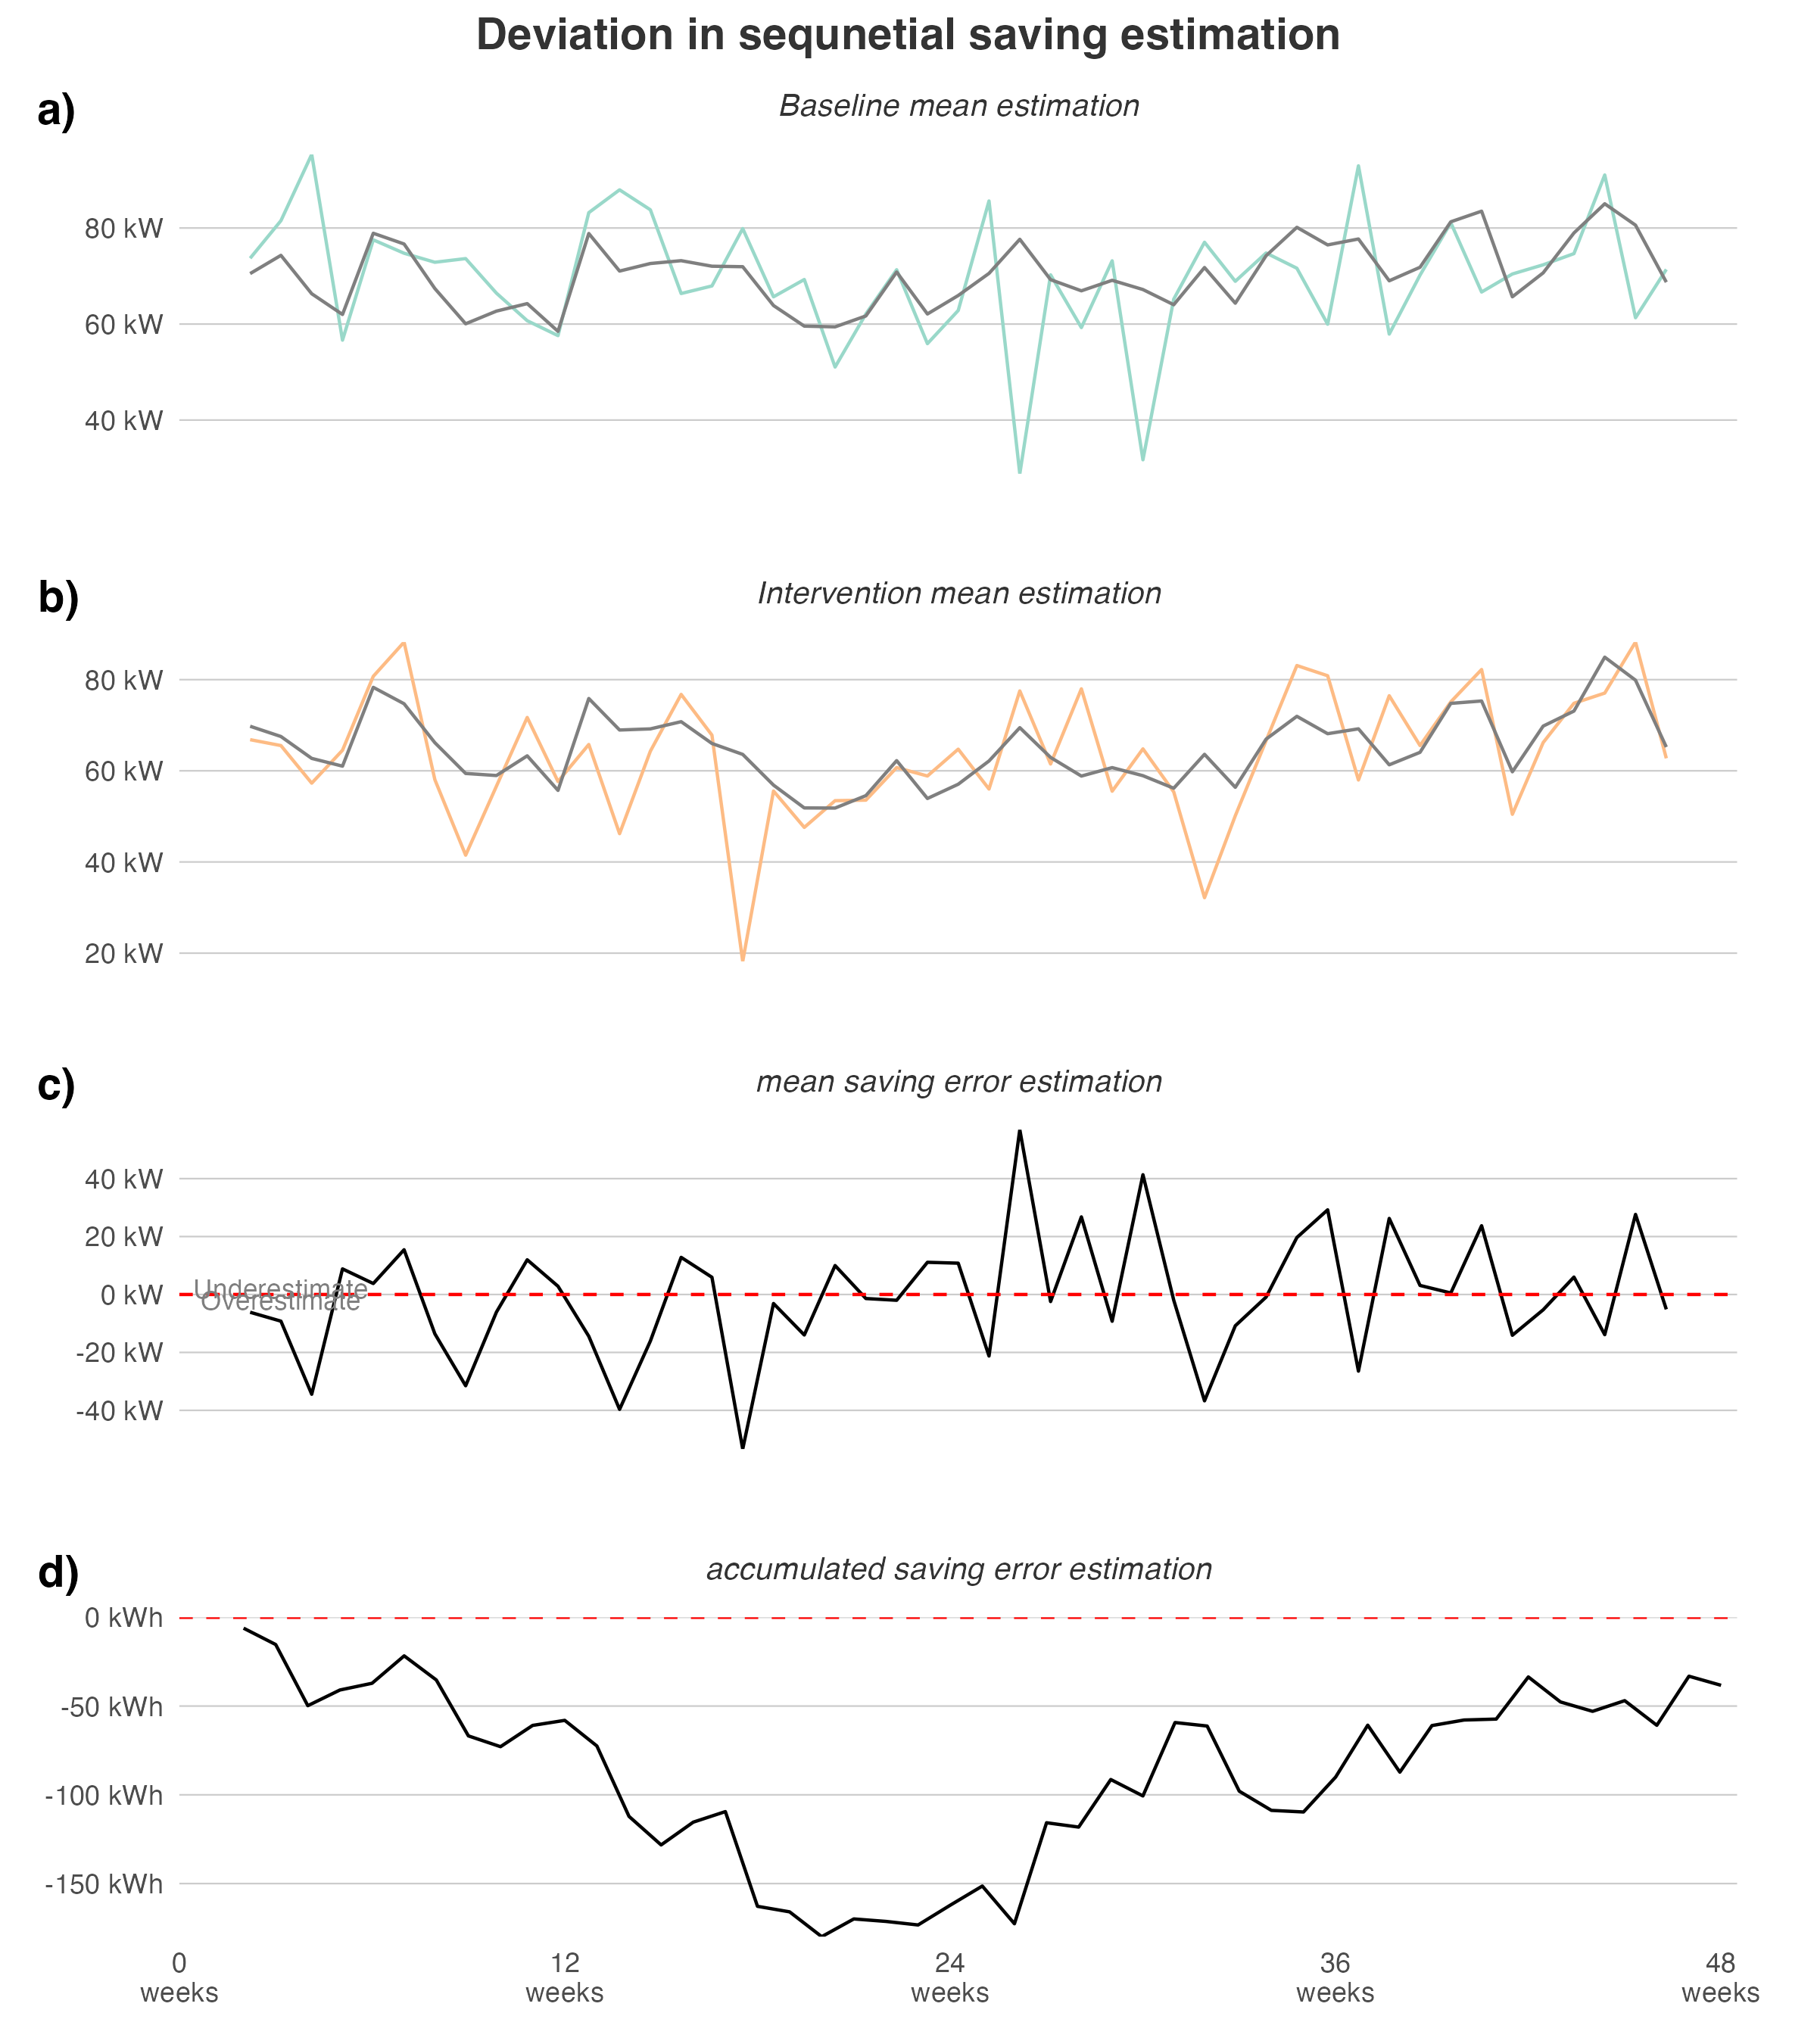 Deviation in sequnetial saving estimation
a)
Baseline mean estimation
80 kW
60 kW
40 kW
b)
Intervention mean estimation
80 kW
60 kW
40 kW
20 kW
c)
mean saving error estimation
40 kW
20 kW
0 kW
-20 kW
-40 kW
Underestimate
Overestimate
d)
accumulated saving error estimation
0 kWh
-50 kWh
-100 kWh
-150 kWh
0 12 24 36 48
weeks weeks weeks weeks weeks